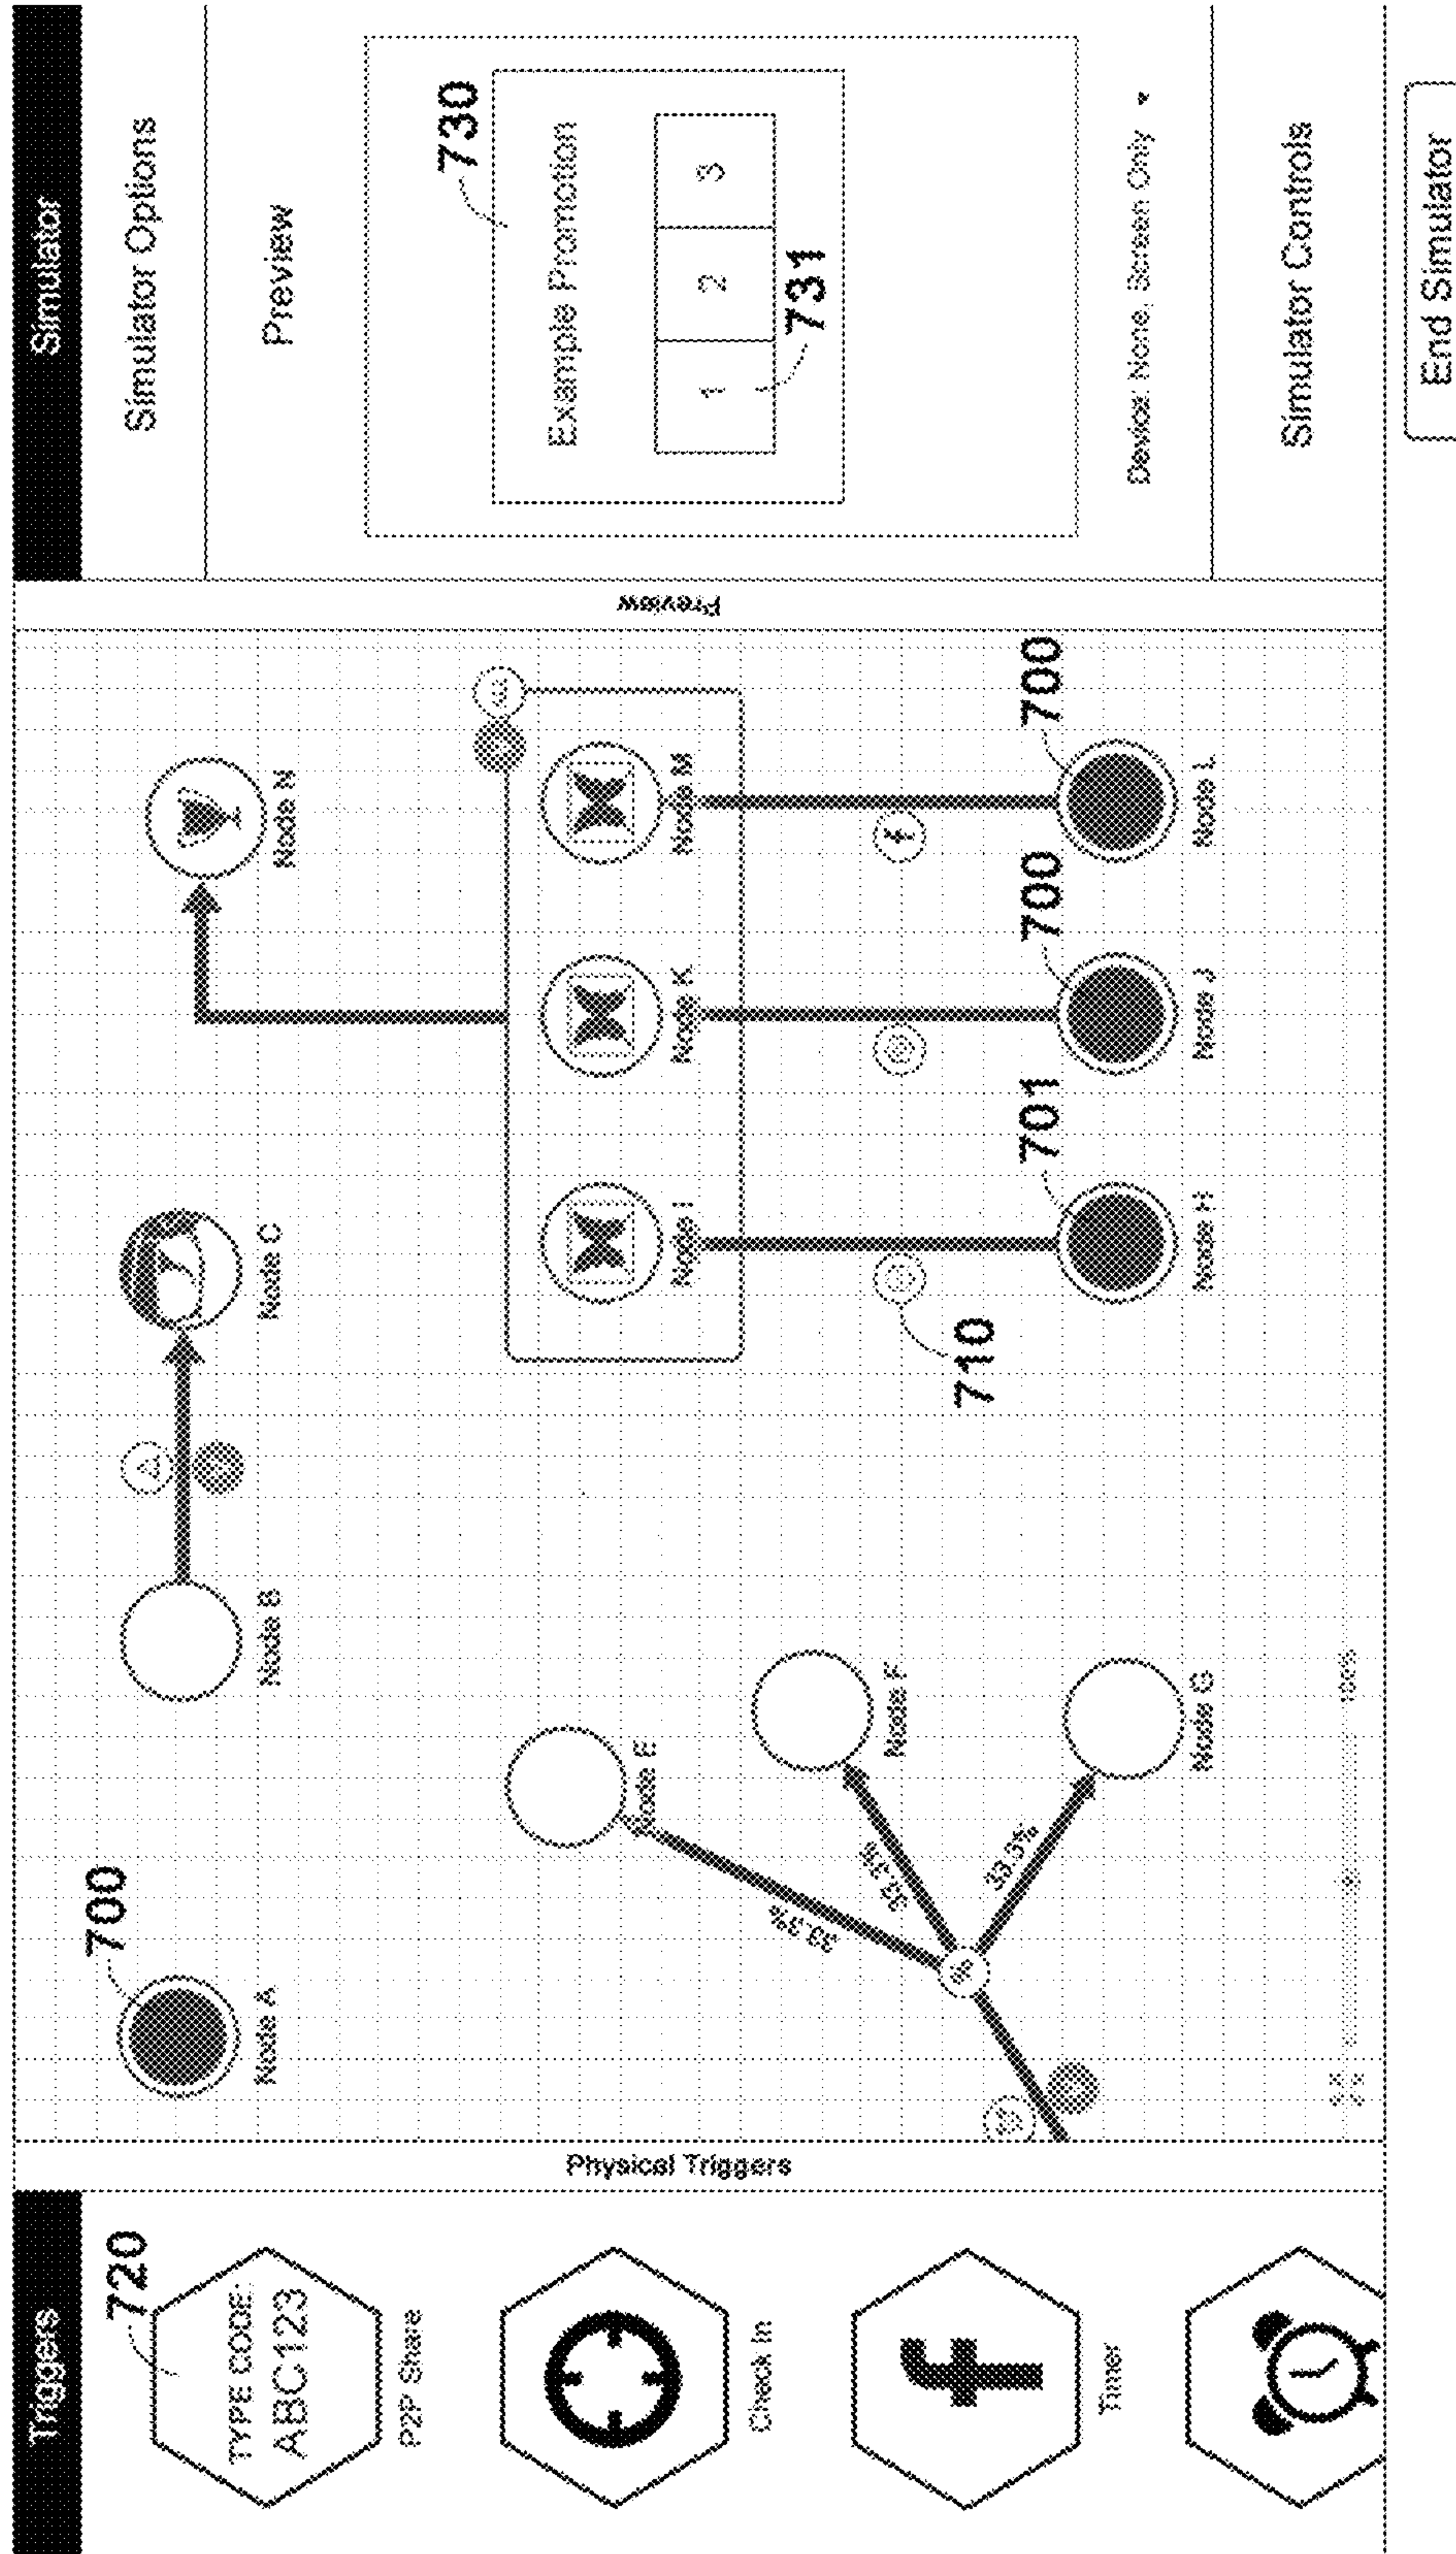 Triggers
720
TYPE CODE:
ABC123
P2P Share
Check In
f
Timer
Physical Triggers
700
Node A
Node B
Node C
Node N
ALL
Node E
Node F
Node G
33.3%
33.3%
33.3%
%
Node I
Node K
Node M
710
f
701
700
700
Node H
Node J
Node L
100%
Preview
Simulator
Simulator Options
Preview
730
Example Promotion
1
2
3
731
Device: None, Screen Only
Simulator Controls
End Simulator